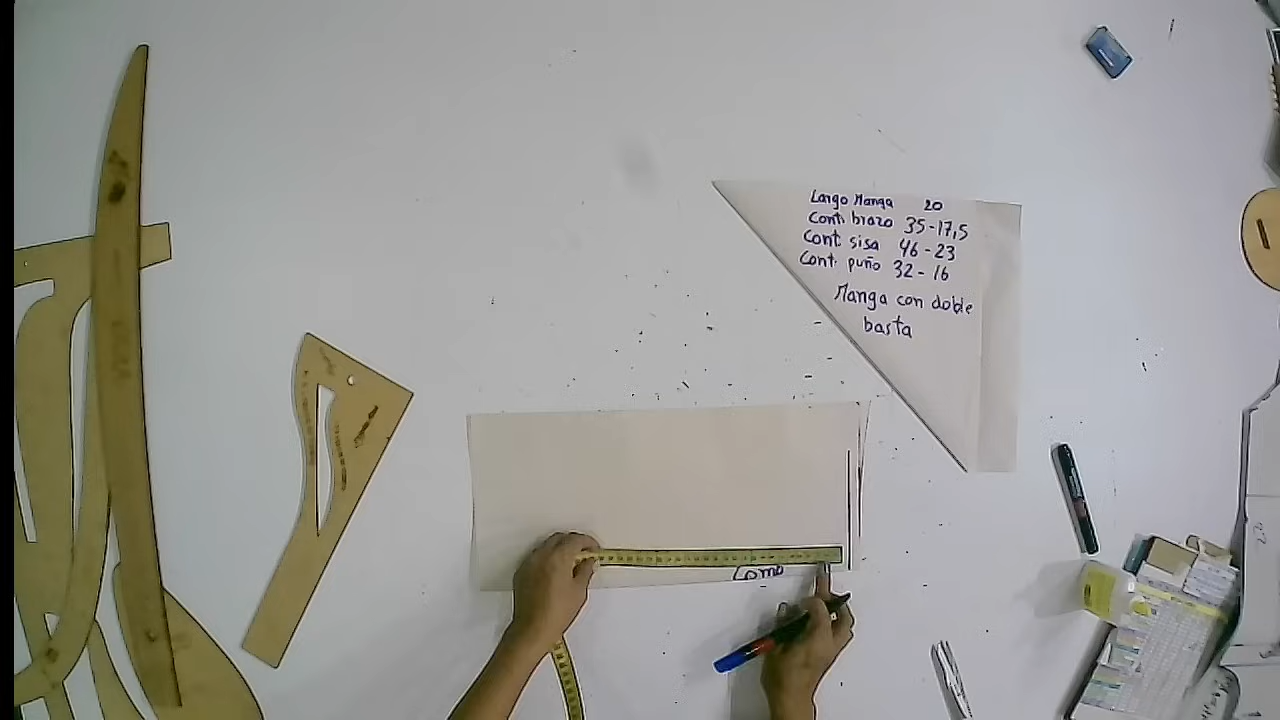 Largo Manga 20
Cont. brazo 35-17,5
Cont sisa 46-23
Cont. puño 32-16
Manga con doble
basta
Lomo